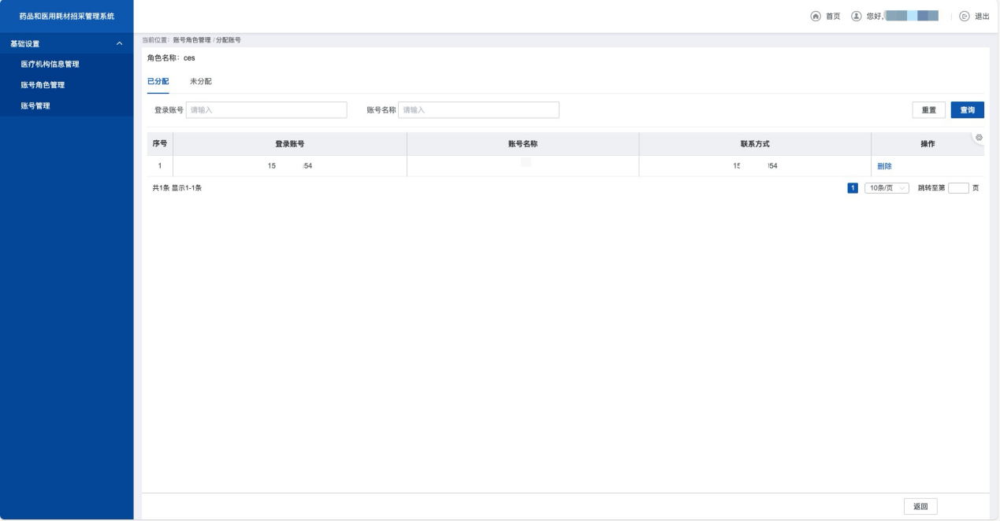 药品和医用耗材招采管理系统
首页 您好, 退出
基础设置
医疗机构信息管理
账号角色管理
账号管理
当前位置：账号角色管理 / 分配账号
角色名称：ces
已分配 未分配
登录账号 请输入 账号名称 请输入 重置 查询
序号 登录账号 账号名称 联系方式 操作
1 15 54 15 54 删除
共1条 显示1-1条 1 10条/页 跳转至第 页
返回